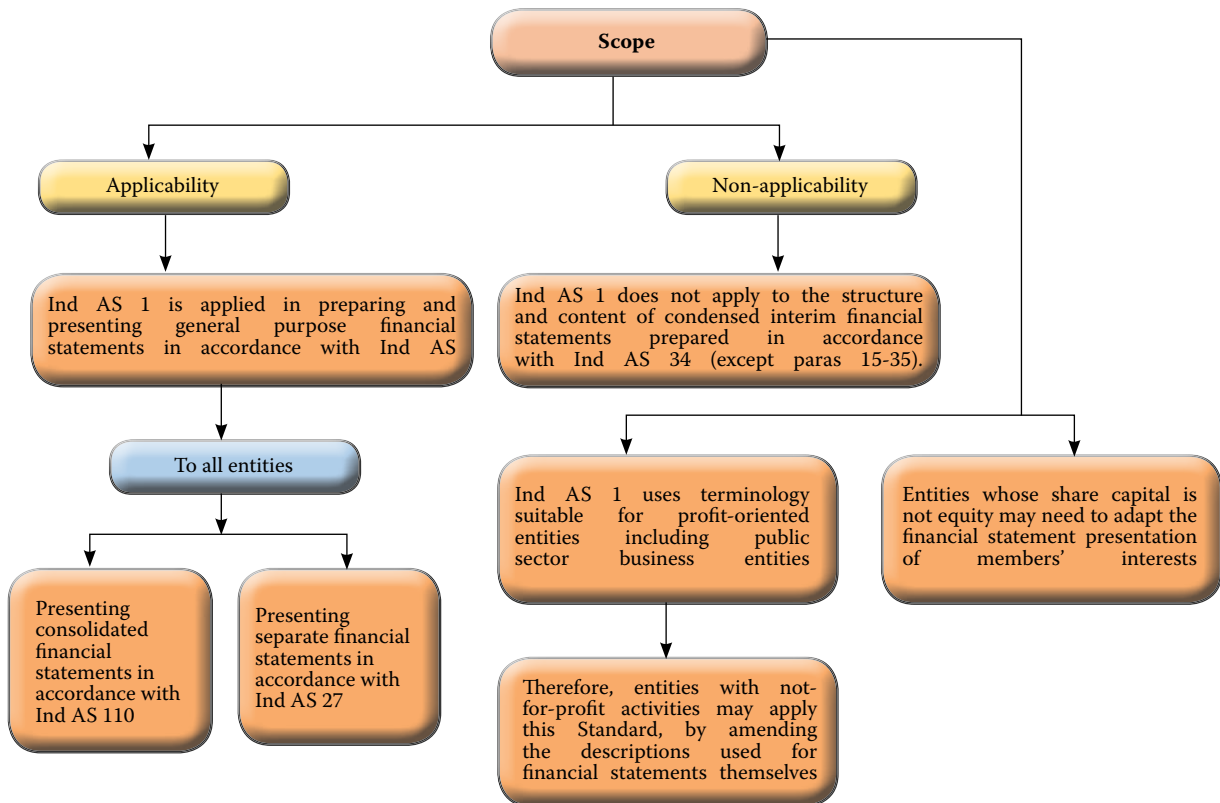 Scope
Applicability
Non-applicability
Ind AS 1 is applied in preparing and
presenting general purpose financial
statements in accordance with Ind AS
Ind AS 1 does not apply to the structure
and content of condensed interim financial
statements prepared in accordance
with Ind AS 34 (except paras 15-35).
To all entities
Presenting
consolidated
financial
statements in
accordance with
Ind AS 110
Presenting
separate financial
statements in
accordance with
Ind AS 27
Ind AS 1 uses terminology
suitable for profit-oriented
entities including public
sector business entities
Entities whose share capital is
not equity may need to adapt the
financial statement presentation
of members’ interests
Therefore, entities with not-
for-profit activities may apply
this Standard, by amending
the descriptions used for
financial statements themselves